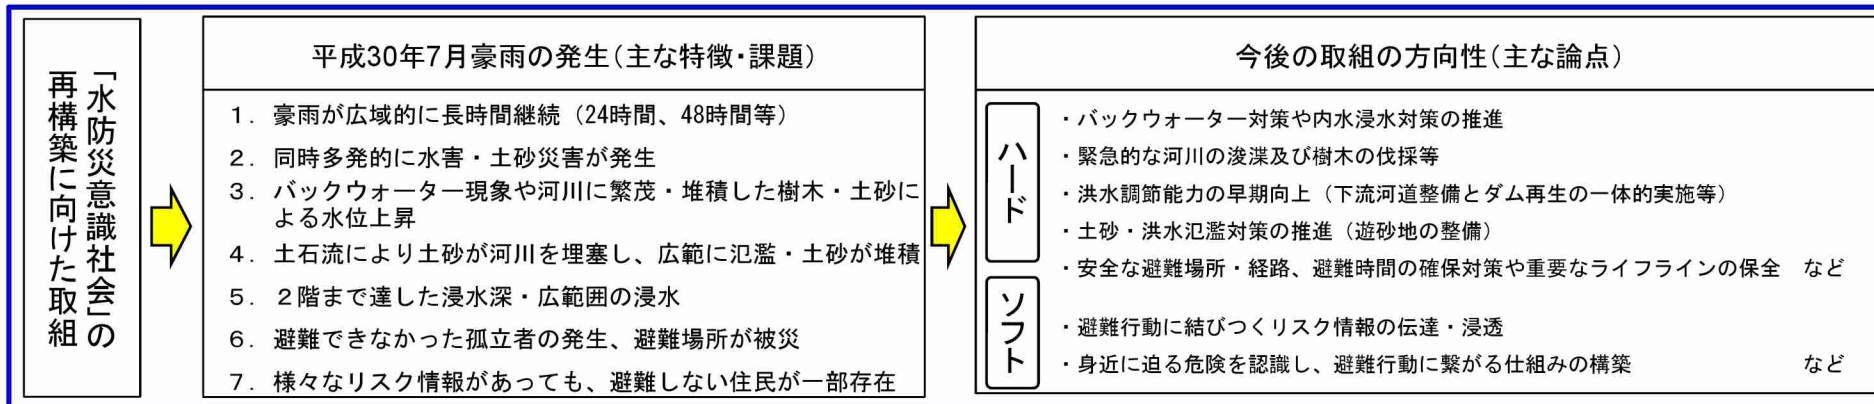 「水防災意識社会」の
再構築に向けた取組
平成30年7月豪雨の発生(主な特徴・課題)
1. 豪雨が広域的に長時間継続（24時間、48時間等）
2. 同時多発的に水害・土砂災害が発生
3. バックウォーター現象や河川に繁茂・堆積した樹木・土砂に
よる水位上昇
4. 土石流により土砂が河川を埋塞し、広範に氾濫・土砂が堆積
5. ２階まで達した浸水深・広範囲の浸水
6. 避難できなかった孤立者の発生、避難場所が被災
7. 様々なリスク情報があっても、避難しない住民が一部存在
今後の取組の方向性(主な論点)
ハード
・バックウォーター対策や内水浸水対策の推進
・緊急的な河川の浚渫及び樹木の伐採等
・洪水調節能力の早期向上（下流河道整備とダム再生の一体的実施等）
・土砂・洪水氾濫対策の推進（遊砂地の整備）
・安全な避難場所・経路、避難時間の確保対策や重要なライフラインの保全　など
ソフト
・避難行動に結びつくリスク情報の伝達・浸透
・身近に迫る危険を認識し、避難行動に繋がる仕組みの構築　など